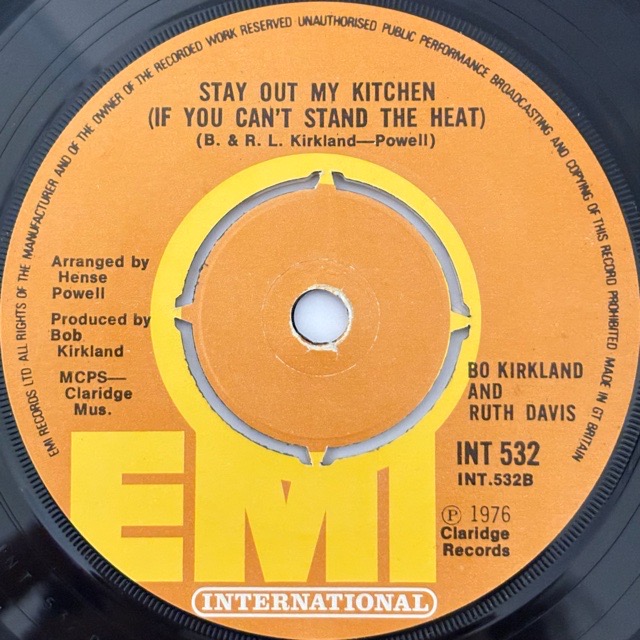 EMI RECORDS LTD ALL RIGHTS OF THE MANUFACTURER AND OF THE OWNER OF THE RECORDED WORK RESERVED UNAUTHORISED PUBLIC PERFORMANCE BROADCASTING AND COPYING OF THIS RECORD PROHIBITED MADE IN GT BRITAIN
STAY OUT MY KITCHEN
(IF YOU CAN'T STAND THE HEAT)
(B. & R. L. Kirkland—Powell)
Arranged by
Hense
Powell
Produced by
Bob
Kirkland
MCPS—
Claridge
Mus.
BO KIRKLAND
AND
RUTH DAVIS
INT 532
INT.532B
Ⓟ 1976
Claridge
Records
EMI
INTERNATIONAL